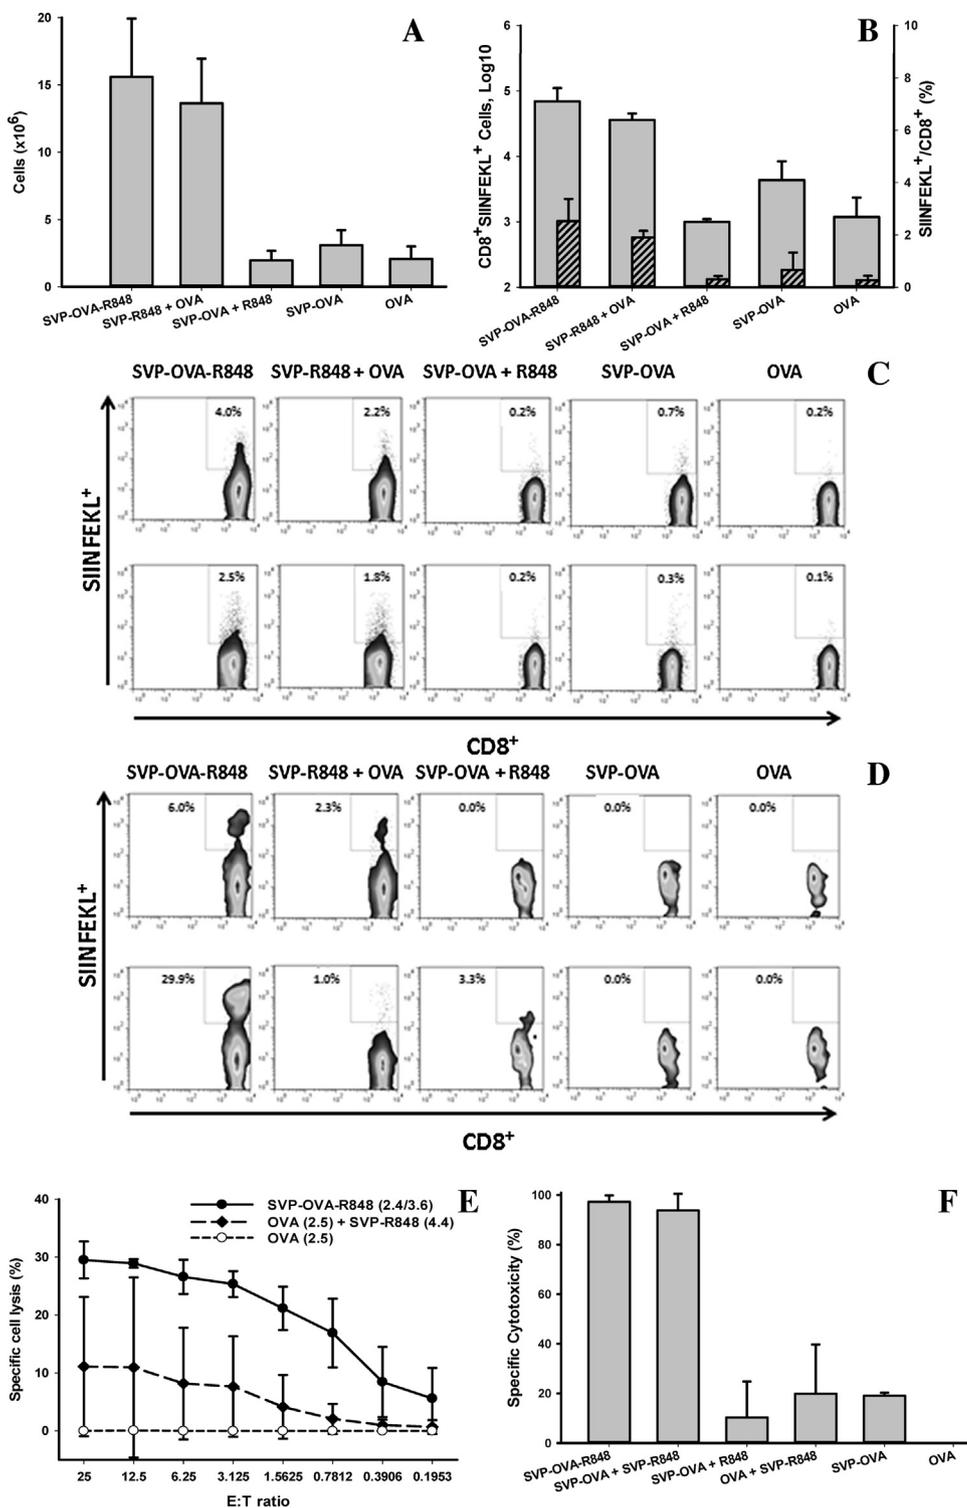 A
20
15
10
5
0
Cells (x10⁶)
SVP-OVA-R848
SVP-R848 + OVA
SVP-OVA + R848
SVP-OVA
OVA
B
6
5
4
3
2
CD8⁺SIINFEKL⁺ Cells, Log10
10
8
6
4
2
0
SIINFEKL⁺/CD8⁺ (%)
SVP-OVA-R848
SVP-R848 + OVA
SVP-OVA + R848
SVP-OVA
OVA
C
SVP-OVA-R848 SVP-R848 + OVA SVP-OVA + R848 SVP-OVA OVA
4.0% 2.2% 0.2% 0.7% 0.2%
2.5% 1.8% 0.2% 0.3% 0.1%
SIINFEKL⁺
CD8⁺
D
SVP-OVA-R848 SVP-R848 + OVA SVP-OVA + R848 SVP-OVA OVA
6.0% 2.3% 0.0% 0.0% 0.0%
29.9% 1.0% 3.3% 0.0% 0.0%
SIINFEKL⁺
CD8⁺
E
40
30
20
10
0
Specific cell lysis (%)
SVP-OVA-R848 (2.4/3.6)
OVA (2.5) + SVP-R848 (4.4)
OVA (2.5)
25 12.5 6.25 3.125 1.5625 0.7812 0.3906 0.1953
E:T ratio
F
100
80
60
40
20
0
Specific Cytotoxicity (%)
SVP-OVA-R848
SVP-OVA + SVP-R848
SVP-OVA + R848
OVA + SVP-R848
SVP-OVA
OVA